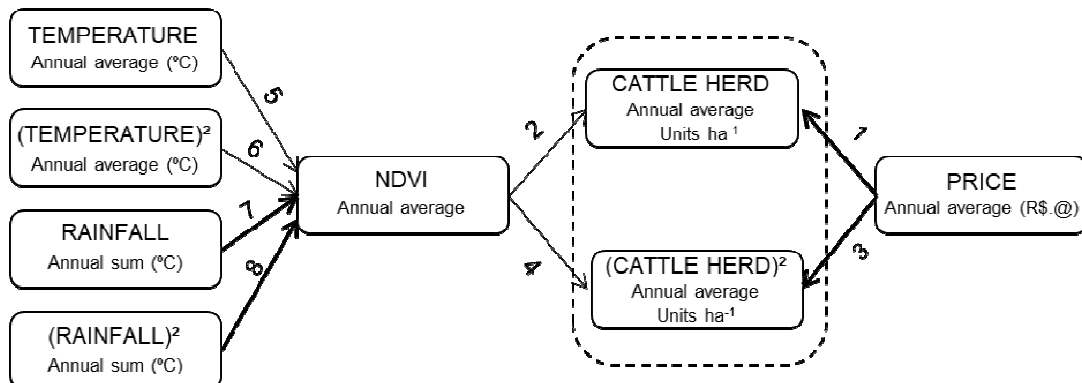 TEMPERATURE
Annual average (ºC)
(TEMPERATURE)²
Annual average (ºC)
RAINFALL
Annual sum (ºC)
(RAINFALL)²
Annual sum (ºC)
5
6
7
8
NDVI
Annual average
2
4
CATTLE HERD
Annual average
Units ha⁻¹
(CATTLE HERD)²
Annual average
Units ha⁻¹
1
3
PRICE
Annual average (R$.@)